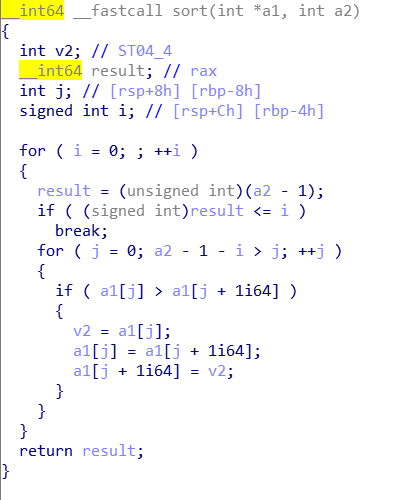 __int64 __fastcall sort(int *a1, int a2)
{
  int v2; // ST04_4
  __int64 result; // rax
  int j; // [rsp+8h] [rbp-8h]
  signed int i; // [rsp+Ch] [rbp-4h]

  for ( i = 0; ; ++i )
  {
    result = (unsigned int)(a2 - 1);
    if ( (signed int)result <= i )
      break;
    for ( j = 0; a2 - 1 - i > j; ++j )
    {
      if ( a1[j] > a1[j + 1i64] )
      {
        v2 = a1[j];
        a1[j] = a1[j + 1i64];
        a1[j + 1i64] = v2;
      }
    }
  }
  return result;
}